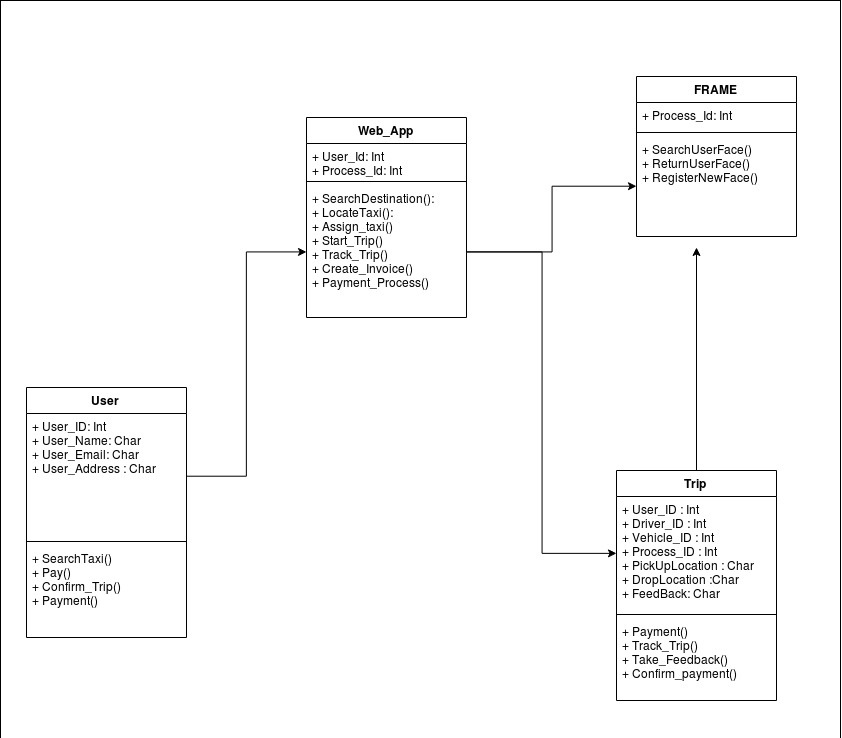 FRAME
+ Process_Id: Int
+ SearchUserFace()
+ ReturnUserFace()
+ RegisterNewFace()
Web_App
+ User_Id: Int
+ Process_Id: Int
+ SearchDestination():
+ LocateTaxi():
+ Assign_taxi()
+ Start_Trip()
+ Track_Trip()
+ Create_Invoice()
+ Payment_Process()
User
+ User_ID: Int
+ User_Name: Char
+ User_Email: Char
+ User_Address : Char
+ SearchTaxi()
+ Pay()
+ Confirm_Trip()
+ Payment()
Trip
+ User_ID : Int
+ Driver_ID : Int
+ Vehicle_ID : Int
+ Process_ID : Int
+ PickUpLocation : Char
+ DropLocation :Char
+ FeedBack: Char
+ Payment()
+ Track_Trip()
+ Take_Feedback()
+ Confirm_payment()